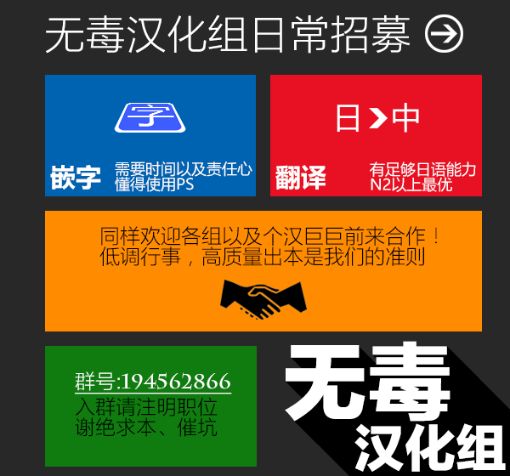 无毒汉化组日常招募
字
嵌字
需要时间以及责任心
懂得使用PS
日 中
翻译
有足够日语能力
N2以上最优
同样欢迎各组以及个汉巨巨前来合作！
低调行事，高质量出本是我们的准则
群号:194562866
入群请注明职位
谢绝求本、催坑
无毒
汉化组